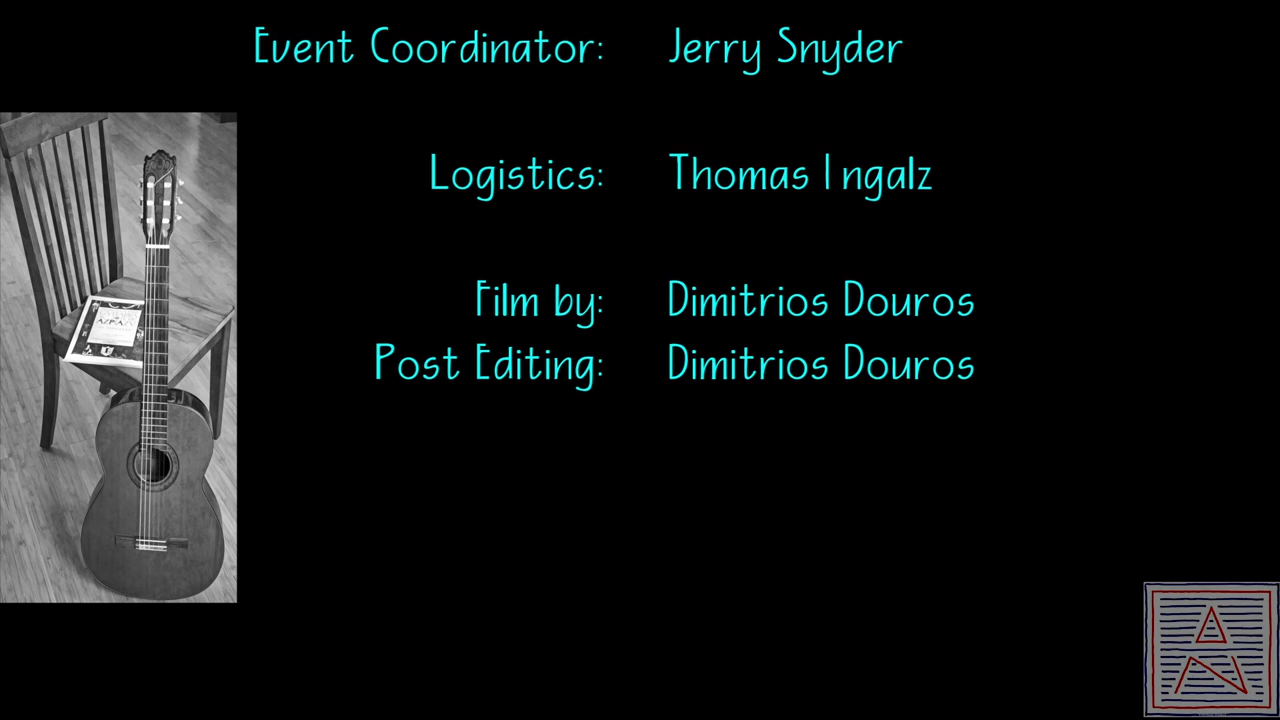 Event Coordinator: Jerry Snyder
Logistics: Thomas Ingalz
Film by: Dimitrios Douros
Post Editing: Dimitrios Douros